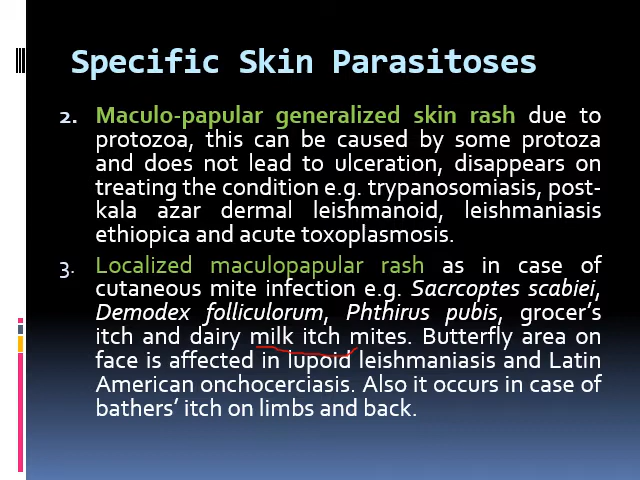 Specific Skin Parasitoses
2. Maculo-papular generalized skin rash due to
protozoa, this can be caused by some protoza
and does not lead to ulceration, disappears on
treating the condition e.g. trypanosomiasis, post-
kala azar dermal leishmanoid, leishmaniasis
ethiopica and acute toxoplasmosis.
3. Localized maculopapular rash as in case of
cutaneous mite infection e.g. Sacrcoptes scabiei,
Demodex folliculorum, Phthirus pubis, grocer’s
itch and dairy milk itch mites. Butterfly area on
face is affected in lupoid leishmaniasis and Latin
American onchocerciasis. Also it occurs in case of
bathers’ itch on limbs and back.